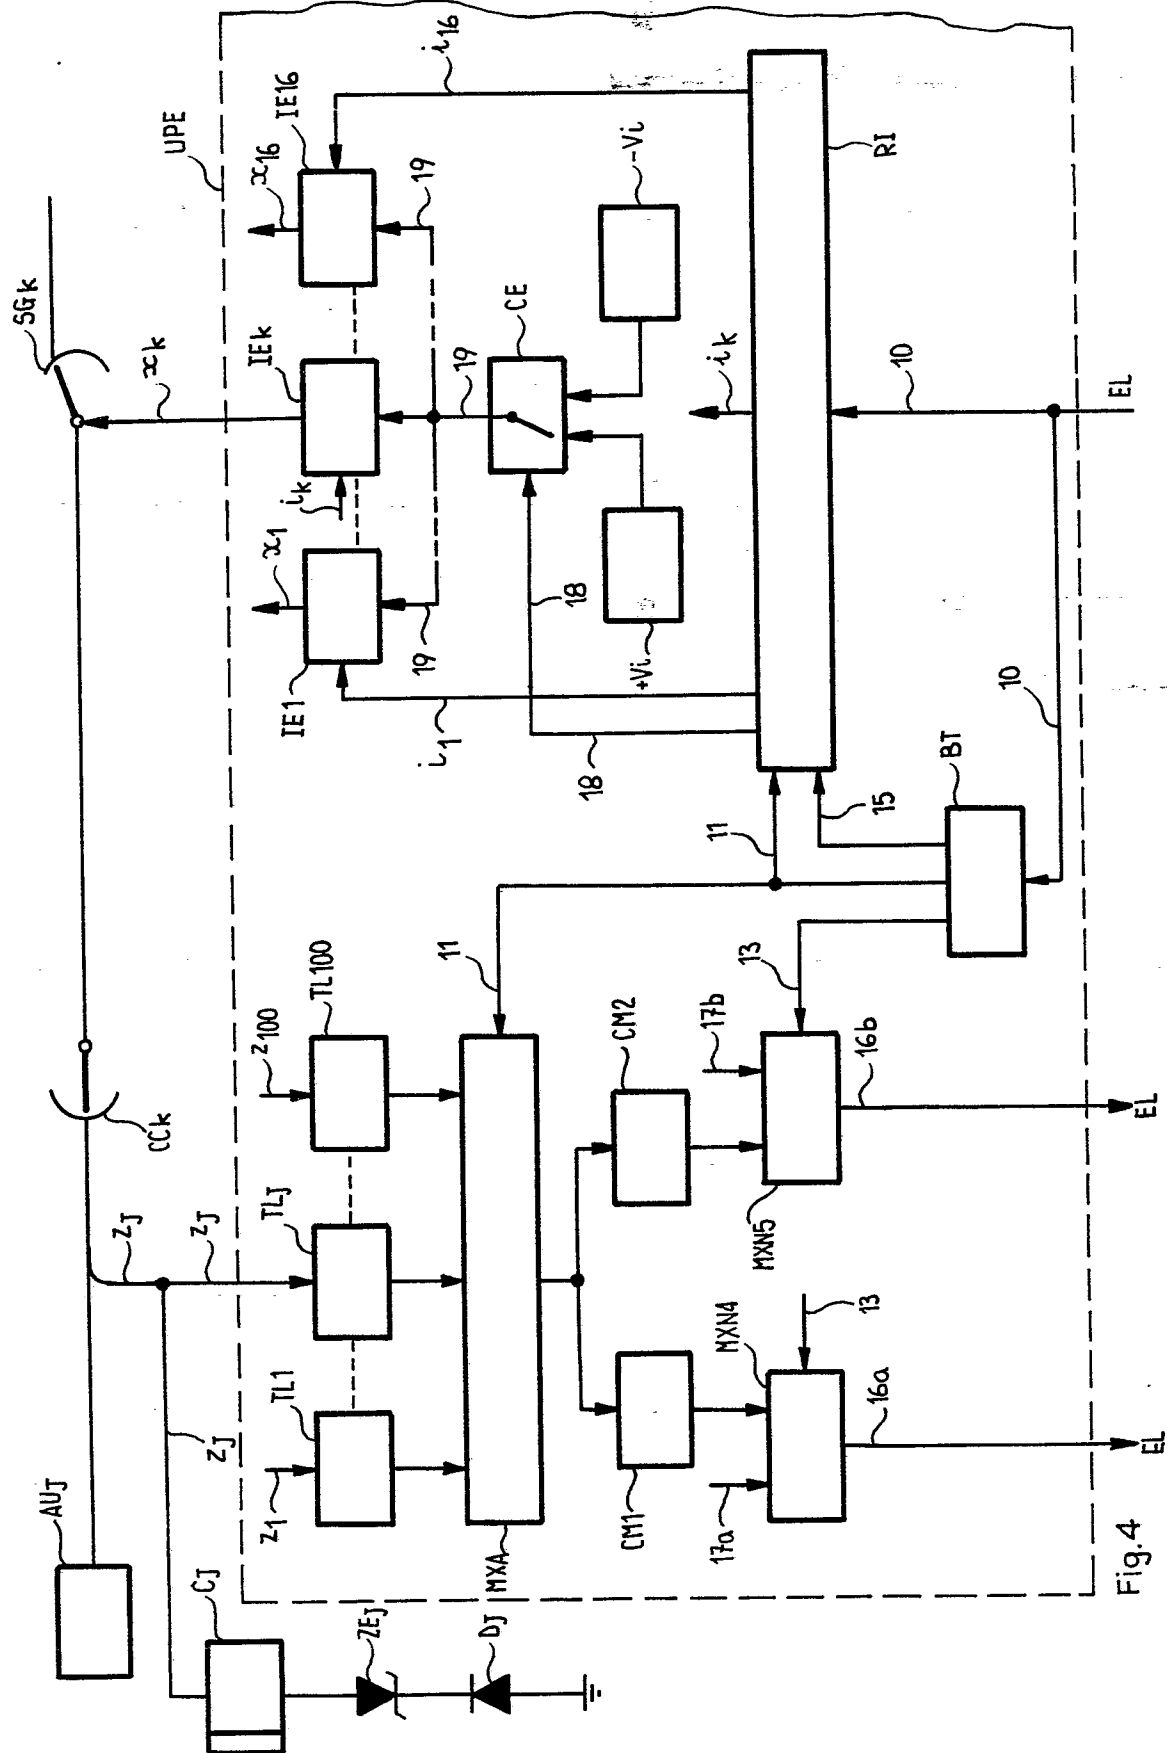 AUJ
CCk
SGk
zJ
zJ
zJ
xk
UPE
CJ
ZEJ
DJ
z1
TL1
TLJ
z100
TL100
MXA
11
IE1
x1
ik
IEk
x16
IE16
i16
19
19
19
i1
18
18
CE
+Vi
-Vi
ik
RI
CM1
CM2
17a
MXN4
13
MXN5
17b
13
11
15
BT
10
10
16a
16b
EL
EL
EL
Fig.4